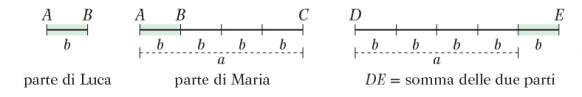 A B A B C D E
b b b b b b b b b b
a a
parte di Luca parte di Maria DE = somma delle due parti